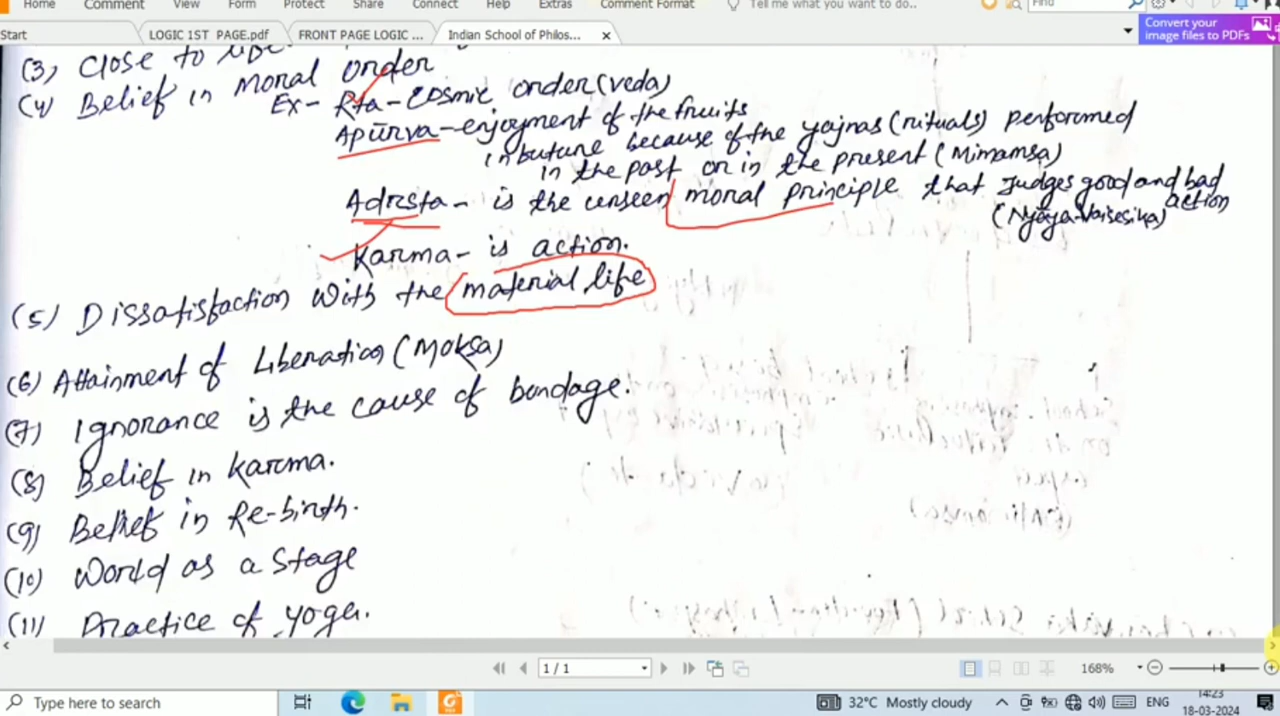 Home Comment View Form Protect Share Connect Help Extras Comment Format Tell me what you want to do.. Find
Start LOGIC 1ST PAGE.pdf FRONT PAGE LOGIC ... Indian School of Philos... ×
Convert your
image files to PDFs
(3) Close to life
(4) Belief in Moral order
Ex- Rta - Cosmic order (veda)
Apūrva - enjoyment of the fruits
in future because of the yajnas (rituals) performed
in the past or in the present (Mimamsa)
Adrsta - is the unseen moral principle that Judges good and bad
action
(Nyaya-Vaisesika)
Karma - is action.
(5) Dissatisfaction with the material life
(6) Attainment of Liberation (Moksa)
(7) Ignorance is the cause of bondage.
(8) Belief in Karma.
(9) Belief in Re-birth.
(10) World as a Stage
(11) Practice of yoga.
1 / 1
168%
Type here to search
32°C Mostly cloudy
ENG
14:23
18-03-2024